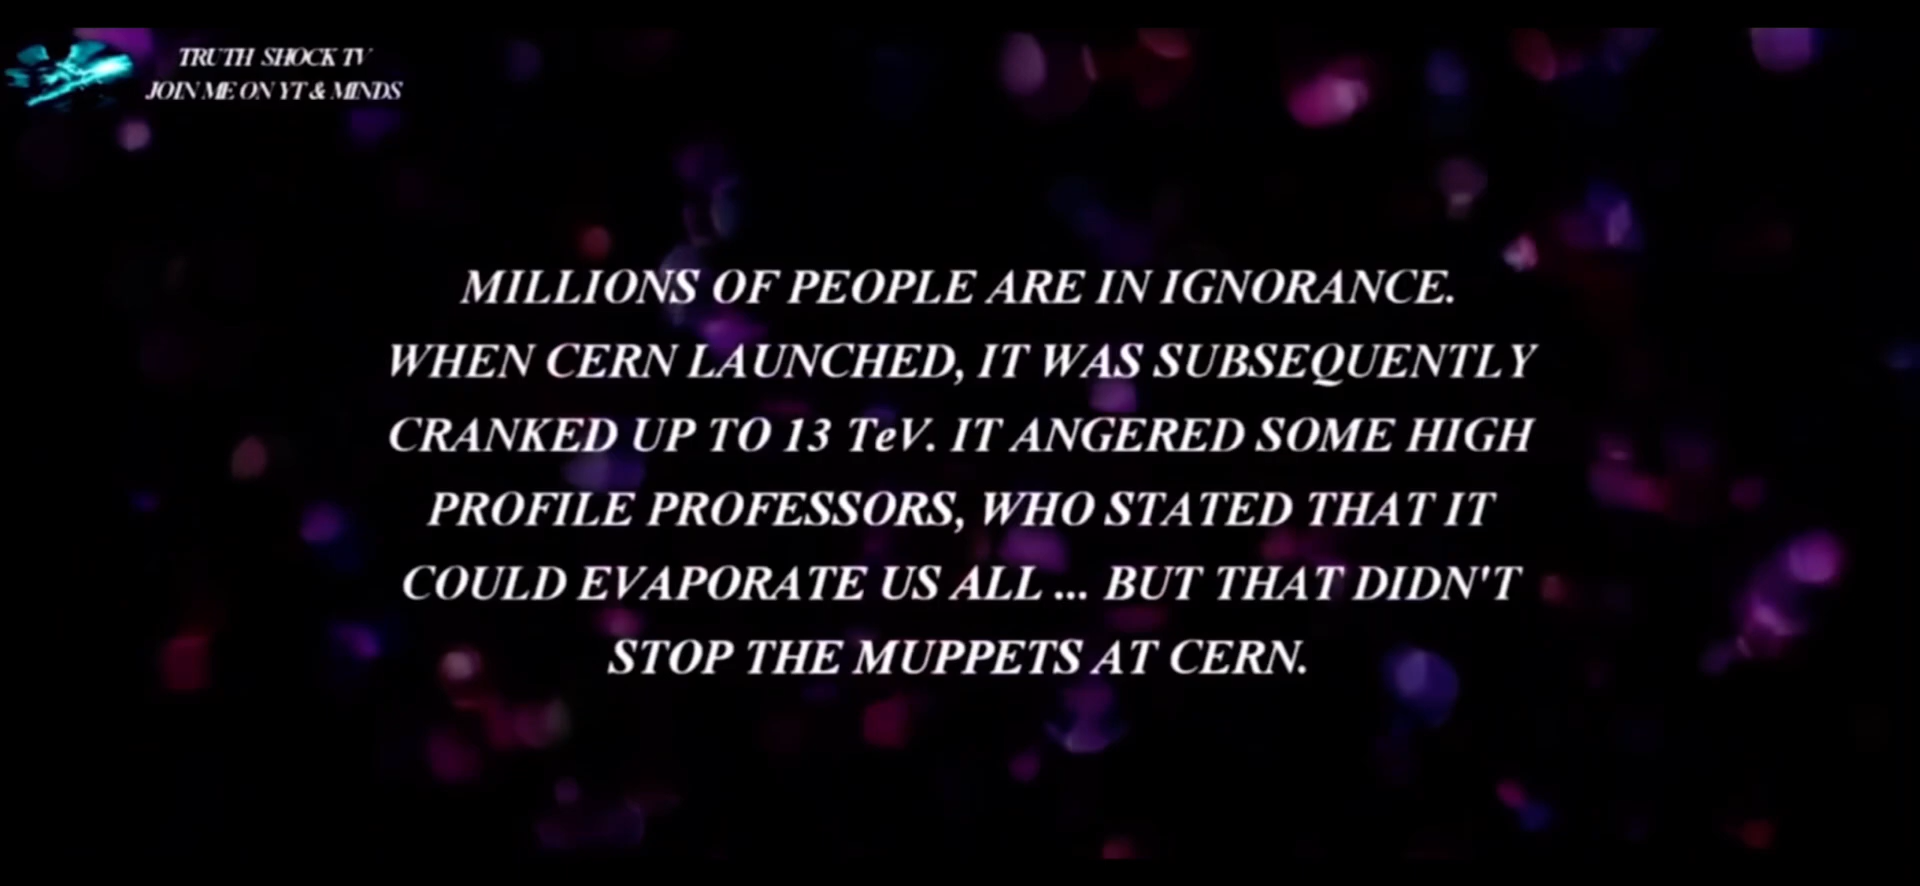 TRUTH SHOCK TV
JOIN ME ON YT & MINDS
MILLIONS OF PEOPLE ARE IN IGNORANCE.
WHEN CERN LAUNCHED, IT WAS SUBSEQUENTLY
CRANKED UP TO 13 TeV. IT ANGERED SOME HIGH
PROFILE PROFESSORS, WHO STATED THAT IT
COULD EVAPORATE US ALL ... BUT THAT DIDN'T
STOP THE MUPPETS AT CERN.